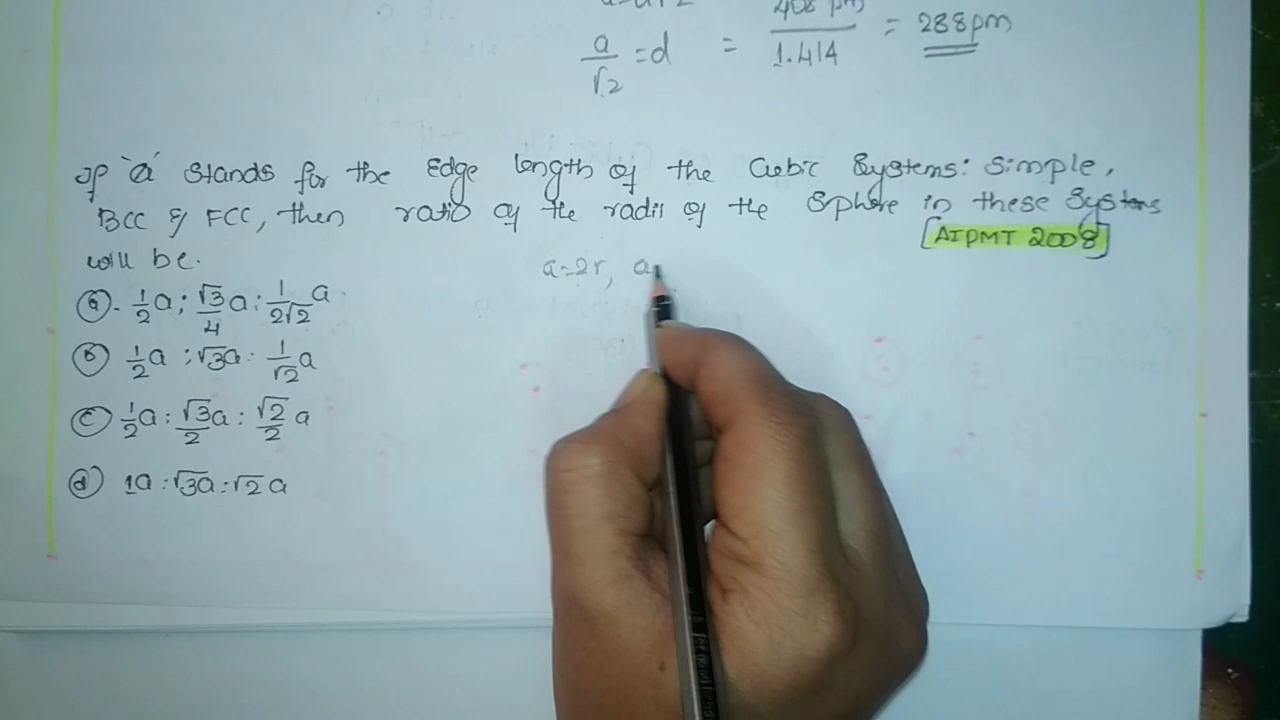 a/√2 = d = 408 pm/1.414 = 288pm
If 'a' stands for the Edge length of the Cubic Systems: Simple,
BCC & FCC, then ratio of the radii of the Sphere in these Systems
[AIPMT 2008]
will be.
ⓐ. 1/2 a : √3/4 a : 1/2√2 a
ⓑ 1/2 a : √3a : 1/√2 a
ⓒ 1/2 a : √3/2 a : √2/2 a
ⓓ 1a : √3a : √2 a
a=2r, a